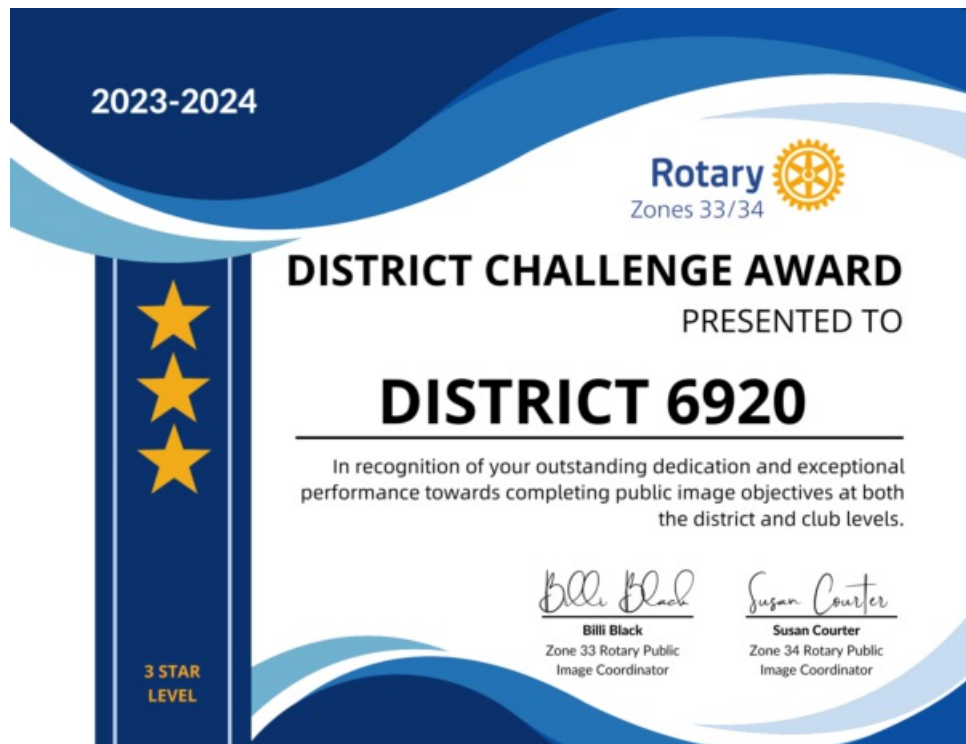 2023-2024
Rotary
Zones 33/34
DISTRICT CHALLENGE AWARD
PRESENTED TO
DISTRICT 6920
In recognition of your outstanding dedication and exceptional
performance towards completing public image objectives at both
the district and club levels.
Billi Black
Billi Black
Zone 33 Rotary Public
Image Coordinator
Susan Courter
Susan Courter
Zone 34 Rotary Public
Image Coordinator
3 STAR
LEVEL